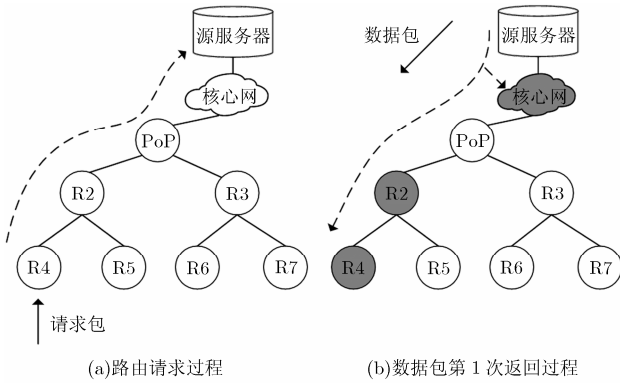 源服务器
核心网
PoP
R2
R3
R4
R5
R6
R7
请求包
(a)路由请求过程
数据包
源服务器
核心网
PoP
R2
R3
R4
R5
R6
R7
(b)数据包第1次返回过程